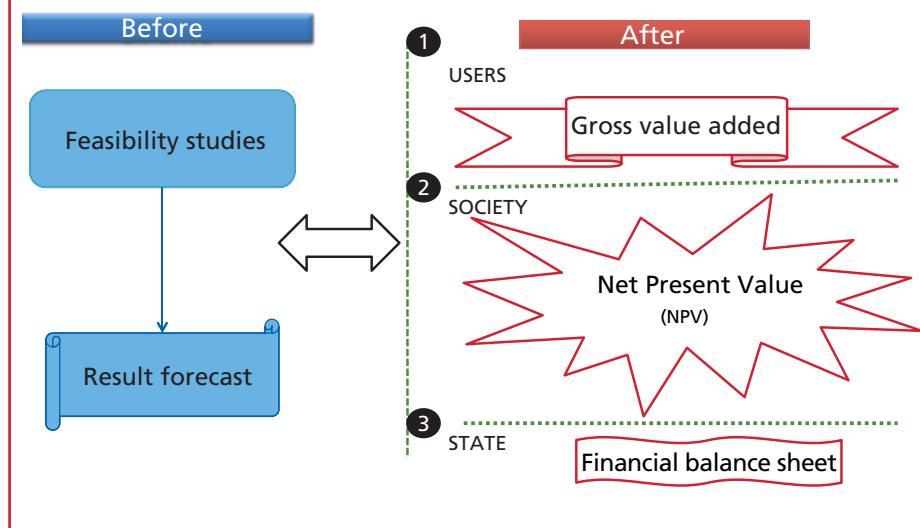 Before
Feasibility studies
Result forecast
After
1
USERS
Gross value added
2
SOCIETY
Net Present Value
(NPV)
3
STATE
Financial balance sheet